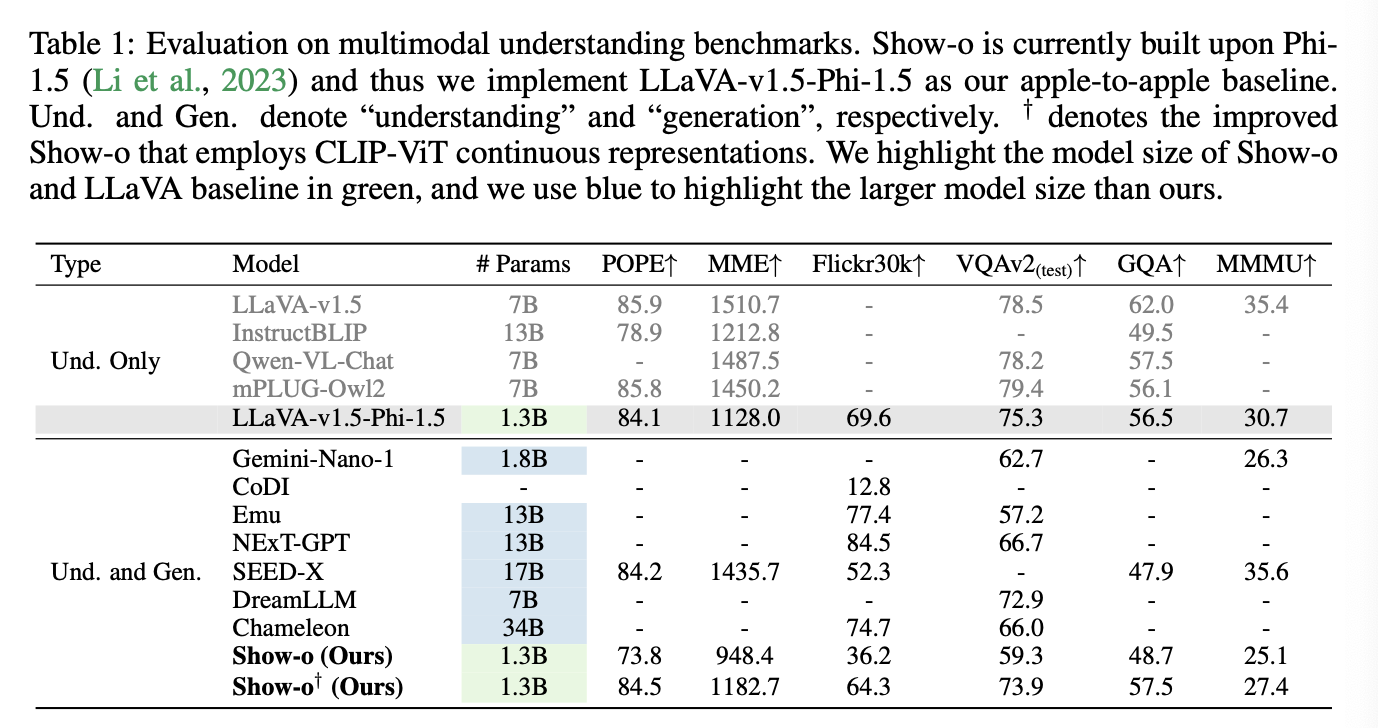 Table 1: Evaluation on multimodal understanding benchmarks. Show-o is currently built upon Phi-
1.5 (Li et al., 2023) and thus we implement LLaVA-v1.5-Phi-1.5 as our apple-to-apple baseline.
Und. and Gen. denote “understanding” and “generation”, respectively. † denotes the improved
Show-o that employs CLIP-ViT continuous representations. We highlight the model size of Show-o
and LLaVA baseline in green, and we use blue to highlight the larger model size than ours.
Type Model # Params POPE↑ MME↑ Flickr30k↑ VQAv2(test)↑ GQA↑ MMMU↑
LLaVA-v1.5 7B 85.9 1510.7 - 78.5 62.0 35.4
InstructBLIP 13B 78.9 1212.8 - - 49.5 -
Und. Only Qwen-VL-Chat 7B - 1487.5 - 78.2 57.5 -
mPLUG-Owl2 7B 85.8 1450.2 - 79.4 56.1 -
LLaVA-v1.5-Phi-1.5 1.3B 84.1 1128.0 69.6 75.3 56.5 30.7
Gemini-Nano-1 1.8B - - - 62.7 - 26.3
CoDI - - - 12.8 - - -
Emu 13B - - 77.4 57.2 - -
NExT-GPT 13B - - 84.5 66.7 - -
Und. and Gen. SEED-X 17B 84.2 1435.7 52.3 - 47.9 35.6
DreamLLM 7B - - - 72.9 - -
Chameleon 34B - - 74.7 66.0 - -
Show-o (Ours) 1.3B 73.8 948.4 36.2 59.3 48.7 25.1
Show-o† (Ours) 1.3B 84.5 1182.7 64.3 73.9 57.5 27.4